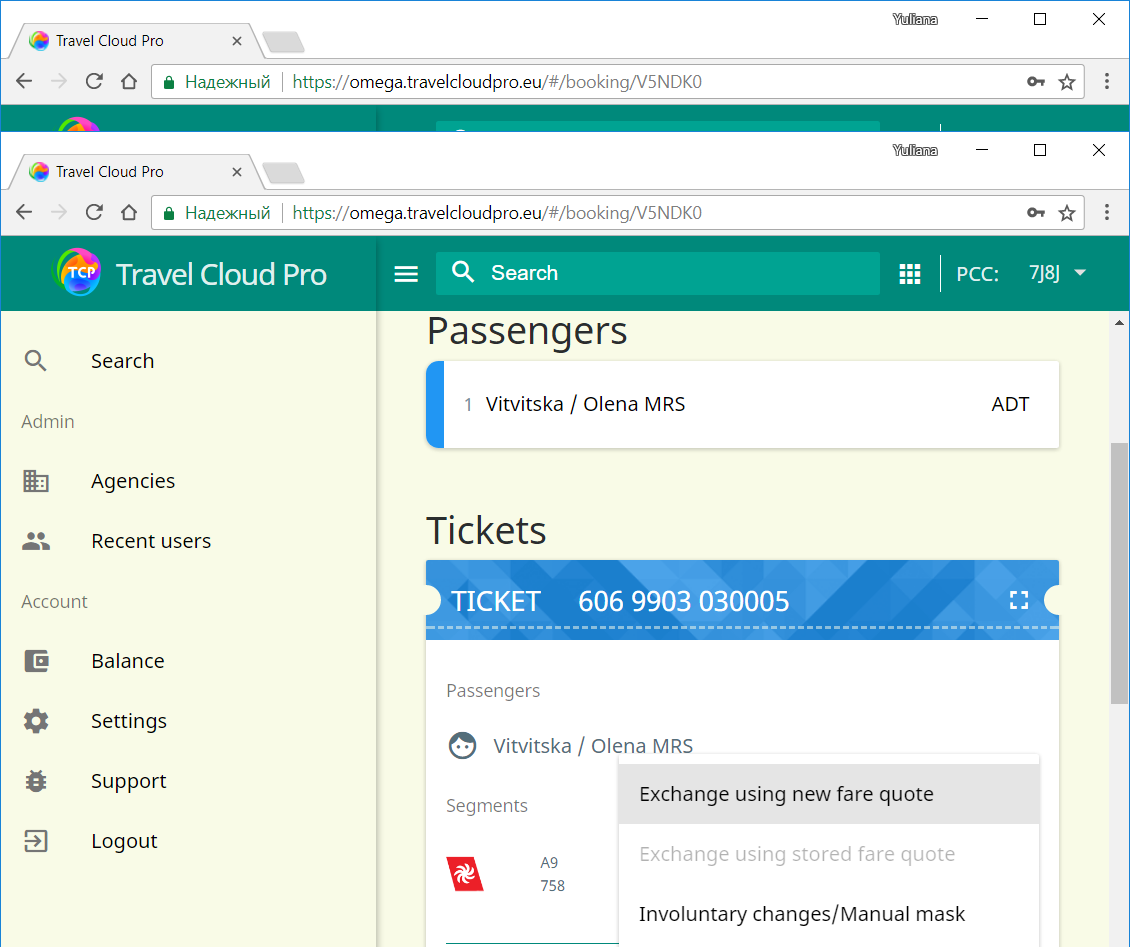 Yuliana
Travel Cloud Pro
Надежный https://omega.travelcloudpro.eu/#/booking/V5NDK0
Yuliana
Travel Cloud Pro
Надежный https://omega.travelcloudpro.eu/#/booking/V5NDK0
TCP Travel Cloud Pro Search PCC: 7J8J
Search
Admin
Agencies
Recent users
Account
Balance
Settings
Support
Logout
Passengers
1 Vitvitska / Olena MRS ADT
Tickets
TICKET 606 9903 030005
Passengers
Vitvitska / Olena MRS
Segments
A9
758
Exchange using new fare quote
Exchange using stored fare quote
Involuntary changes/Manual mask